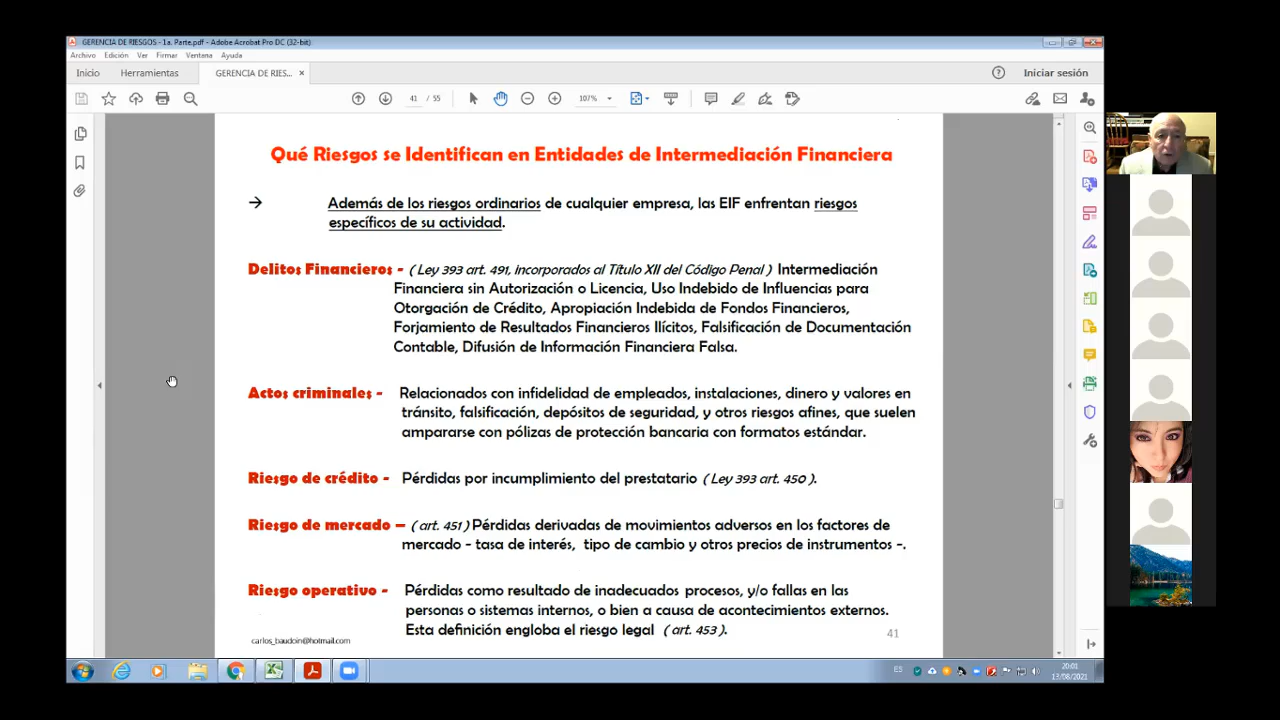 GERENCIA DE RIESGOS - 1a. Parte.pdf - Adobe Acrobat Pro DC (32-bit)
Archivo Edición Ver Firmar Ventana Ayuda
Inicio Herramientas GERENCIA DE RIES... × Iniciar sesión
41 / 55 107%
Qué Riesgos se Identifican en Entidades de Intermediación Financiera
→ Además de los riesgos ordinarios de cualquier empresa, las EIF enfrentan riesgos
específicos de su actividad.
Delitos Financieros - ( Ley 393 art. 491, incorporados al Título XII del Código Penal ) Intermediación
Financiera sin Autorización o Licencia, Uso Indebido de Influencias para
Otorgación de Crédito, Apropiación Indebida de Fondos Financieros,
Forjamiento de Resultados Financieros Ilícitos, Falsificación de Documentación
Contable, Difusión de Información Financiera Falsa.
Actos criminales - Relacionados con infidelidad de empleados, instalaciones, dinero y valores en
tránsito, falsificación, depósitos de seguridad, y otros riesgos afines, que suelen
ampararse con pólizas de protección bancaria con formatos estándar.
Riesgo de crédito - Pérdidas por incumplimiento del prestatario ( Ley 393 art. 450 ).
Riesgo de mercado – ( art. 451 ) Pérdidas derivadas de movimientos adversos en los factores de
mercado - tasa de interés, tipo de cambio y otros precios de instrumentos -.
Riesgo operativo - Pérdidas como resultado de inadecuados procesos, y/o fallas en las
personas o sistemas internos, o bien a causa de acontecimientos externos.
Esta definición engloba el riesgo legal ( art. 453 ).
carlos_baudoin@hotmail.com 41
ES 20:01
13/08/2021